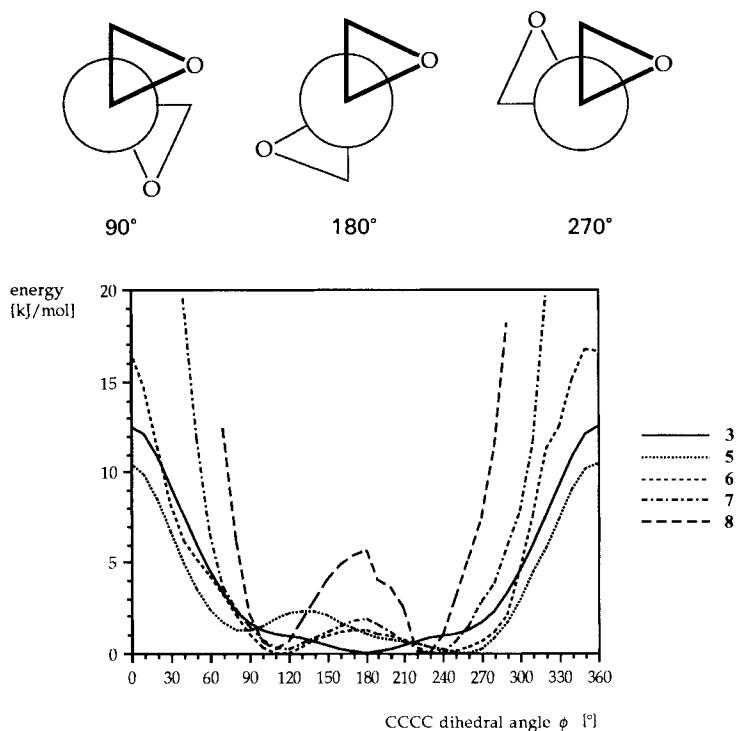 O O O
O O O
90° 180° 270°
energy
[kJ/mol]
20
15
10
5
0
3
5
6
7
8
0 30 60 90 120 150 180 210 240 270 300 330 360
CCCC dihedral angle ϕ [°]